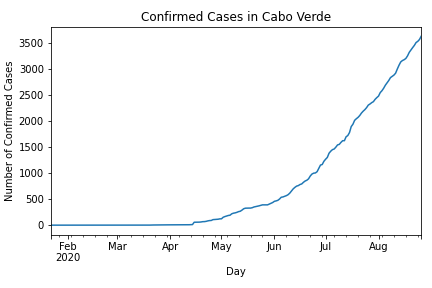 Confirmed Cases in Cabo Verde
Number of Confirmed Cases
3500
3000
2500
2000
1500
1000
500
0
Feb Mar Apr May Jun Jul Aug
2020
Day